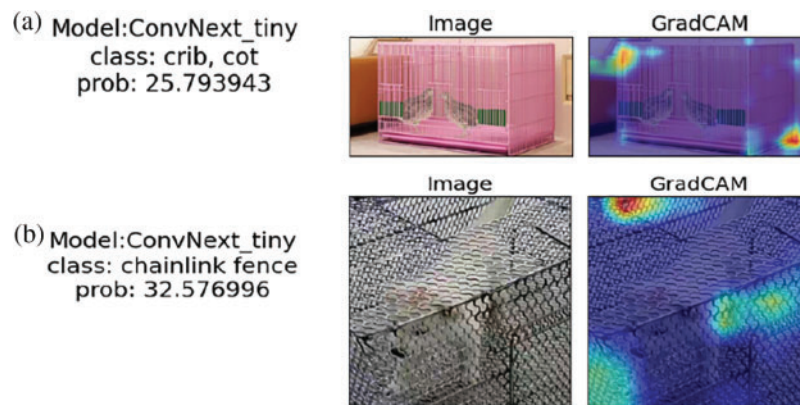 (a) Model:ConvNext_tiny
class: crib, cot
prob: 25.793943
Image
GradCAM
(b) Model:ConvNext_tiny
class: chainlink fence
prob: 32.576996
Image
GradCAM